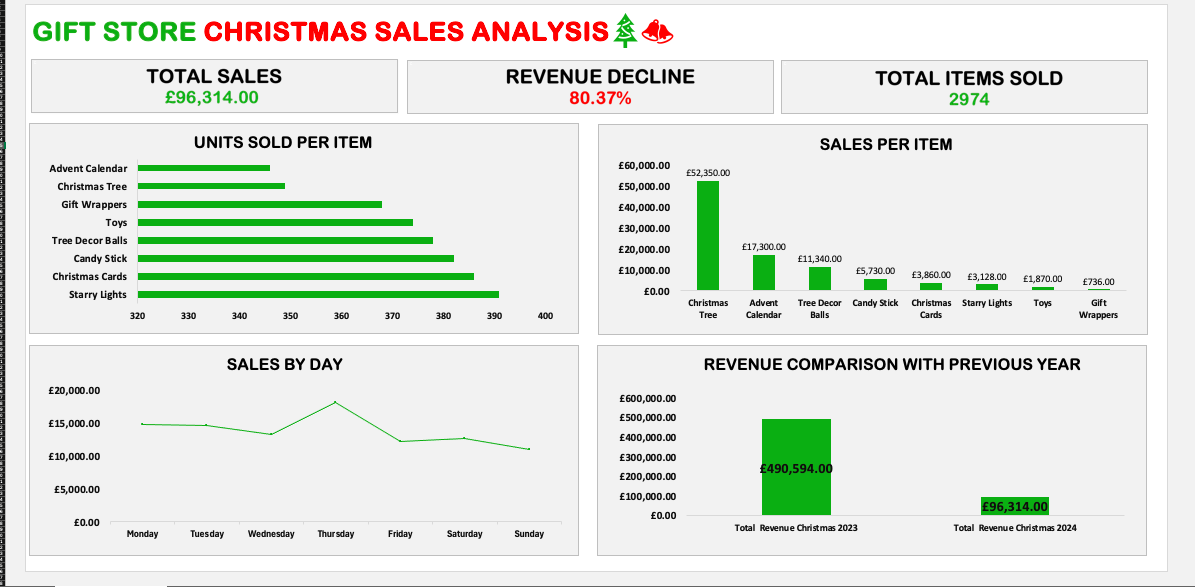 GIFT STORE CHRISTMAS SALES ANALYSIS
TOTAL SALES
£96,314.00
REVENUE DECLINE
80.37%
TOTAL ITEMS SOLD
2974
UNITS SOLD PER ITEM
Advent Calendar
Christmas Tree
Gift Wrappers
Toys
Tree Decor Balls
Candy Stick
Christmas Cards
Starry Lights
320 330 340 350 360 370 380 390 400
SALES PER ITEM
£60,000.00
£50,000.00
£40,000.00
£30,000.00
£20,000.00
£10,000.00
£0.00
£52,350.00
£17,300.00
£11,340.00
£5,730.00
£3,860.00
£3,128.00
£1,870.00
£736.00
Christmas
Tree
Advent
Calendar
Tree Decor
Balls
Candy Stick
Christmas
Cards
Starry Lights
Toys
Gift
Wrappers
SALES BY DAY
£20,000.00
£15,000.00
£10,000.00
£5,000.00
£0.00
Monday Tuesday Wednesday Thursday Friday Saturday Sunday
REVENUE COMPARISON WITH PREVIOUS YEAR
£600,000.00
£500,000.00
£400,000.00
£300,000.00
£200,000.00
£100,000.00
£0.00
£490,594.00
£96,314.00
Total Revenue Christmas 2023
Total Revenue Christmas 2024